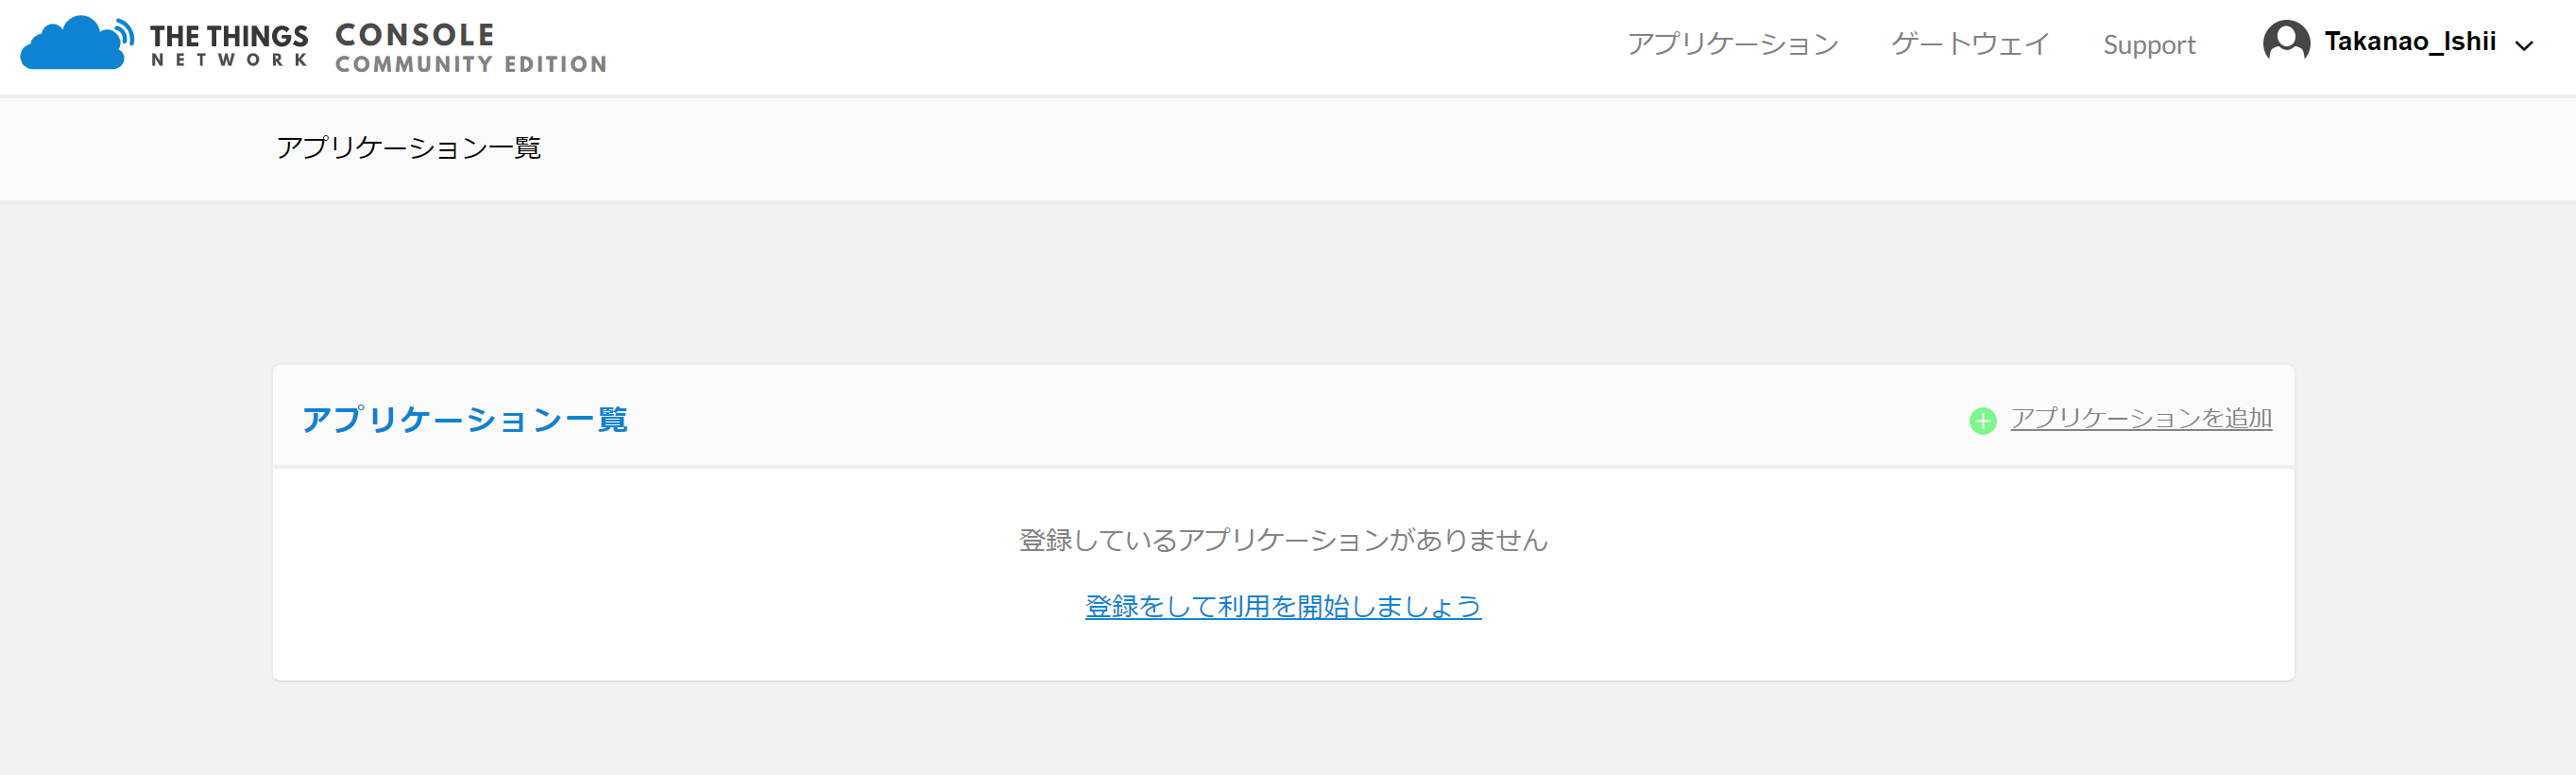 THE THINGS
NETWORK
CONSOLE
COMMUNITY EDITION
アプリケーション
ゲートウェイ
Support
Takanao_Ishii
アプリケーション一覧
アプリケーション一覧
アプリケーションを追加
登録しているアプリケーションがありません
登録をして利用を開始しましょう